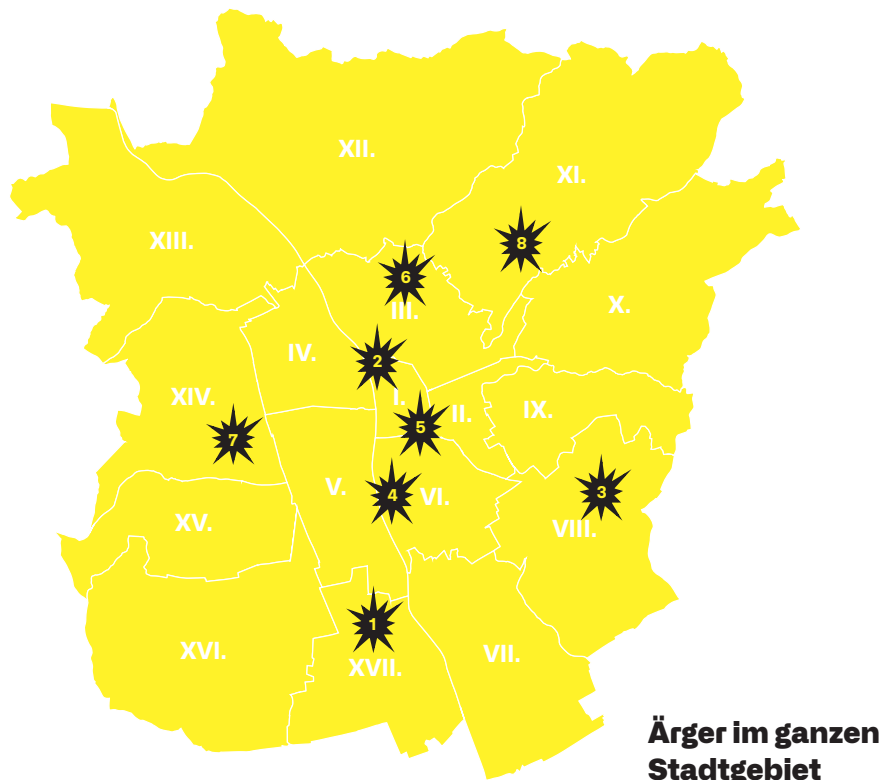 XII.
XI.
XIII.
8
6
X.
III.
IV.
2
I.
XIV.
II.
IX.
5
7
V.
4
VI.
3
XV.
VIII.
1
XVI.
VII.
XVII.
Ärger im ganzen
Stadtgebiet